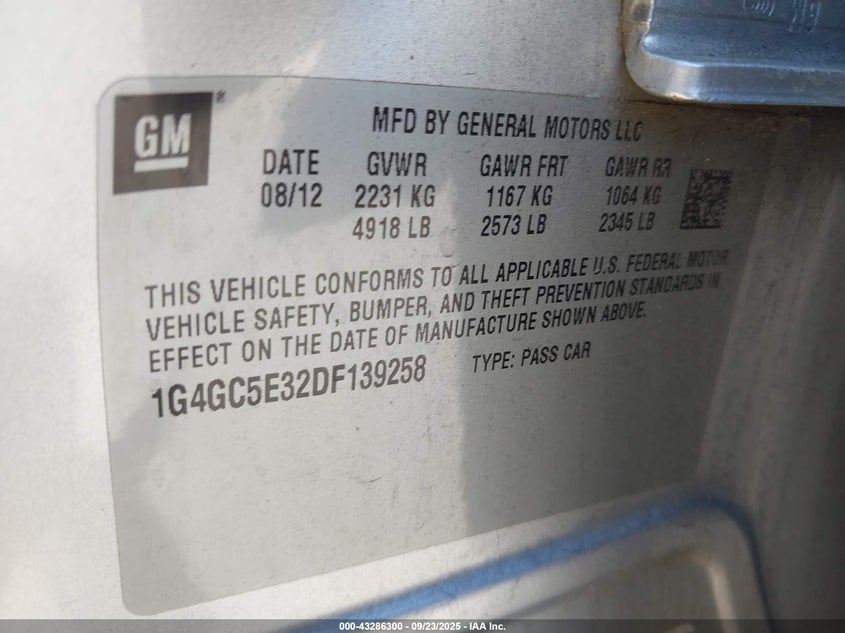 GM
MFD BY GENERAL MOTORS LLC
DATE GVWR GAWR FRT GAWR RR
08/12 2231 KG 1167 KG 1064 KG
4918 LB 2573 LB 2345 LB
THIS VEHICLE CONFORMS TO ALL APPLICABLE U.S. FEDERAL MOTOR
VEHICLE SAFETY, BUMPER, AND THEFT PREVENTION STANDARDS IN
EFFECT ON THE DATE OF MANUFACTURE SHOWN ABOVE.
1G4GC5E32DF139258 TYPE: PASS CAR
000-43286300 - 09/23/2025 - IAA Inc.